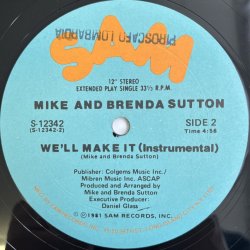 PIROSCAFO LOMBARDIA
SAM
12" STEREO
EXTENDED PLAY SINGLE 33⅓ R.P.M.
MIKE AND BRENDA SUTTON
S-12342
(S-12342-2)
SIDE 2
Time 4:56
WE'LL MAKE IT (Instrumental)
(Mike and Brenda Sutton)
Publisher: Colgems Music Inc./
Mibren Music Inc. ASCAP
Produced and Arranged by
Mike and Brenda Sutton
Executive Producer:
Daniel Glass
©1981 SAM RECORDS, INC.